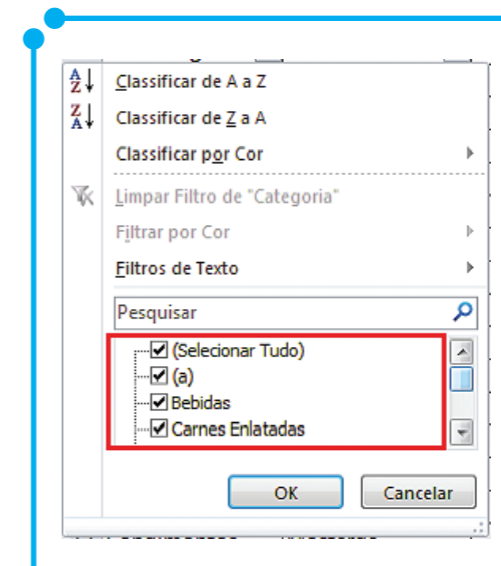 Classificar de A a Z
Classificar de Z a A
Classificar por Cor
Limpar Filtro de "Categoria"
Filtrar por Cor
Filtros de Texto
Pesquisar
(Selecionar Tudo)
(a)
Bebidas
Carnes Enlatadas
OK
Cancelar